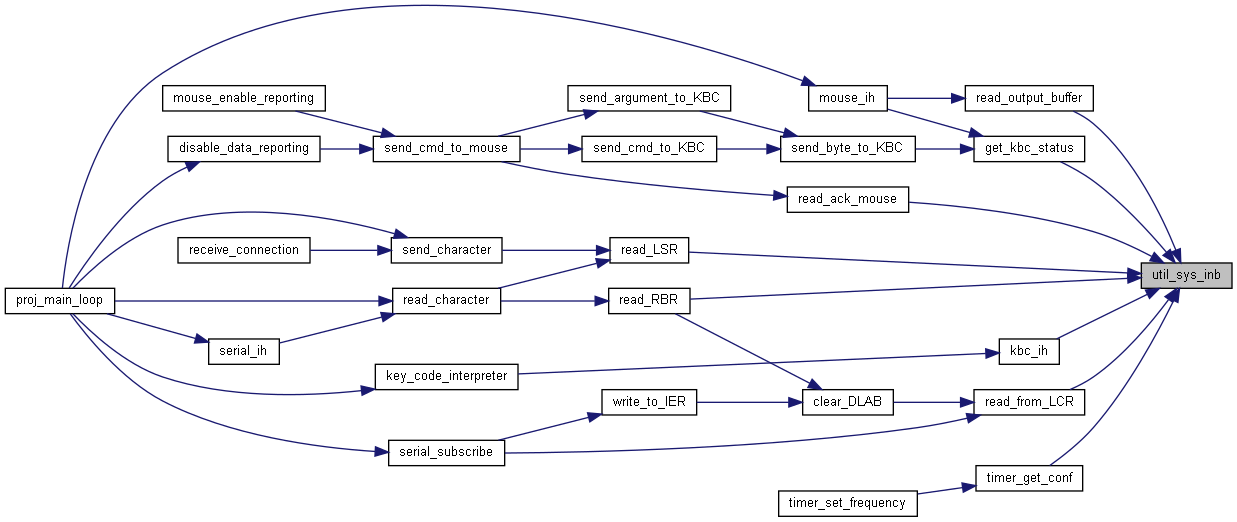 mouse_enable_reporting
send_argument_to_KBC
mouse_ih
read_output_buffer
disable_data_reporting
send_cmd_to_mouse
send_cmd_to_KBC
send_byte_to_KBC
get_kbc_status
read_ack_mouse
receive_connection
send_character
read_LSR
util_sys_inb
proj_main_loop
read_character
read_RBR
serial_ih
kbc_ih
key_code_interpreter
write_to_IER
clear_DLAB
read_from_LCR
serial_subscribe
timer_get_conf
timer_set_frequency